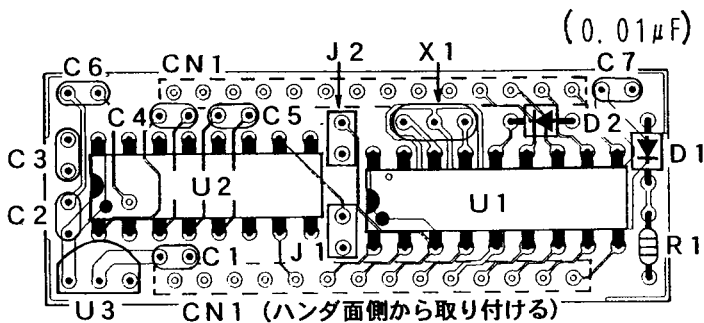 (0.01μF)
J2 X1
C6 CN1 C7
C4 C5 D2
C3 D1
U2
C2 U1
J1
C1 R1
U3 CN1 (ハンダ面側から取り付ける)